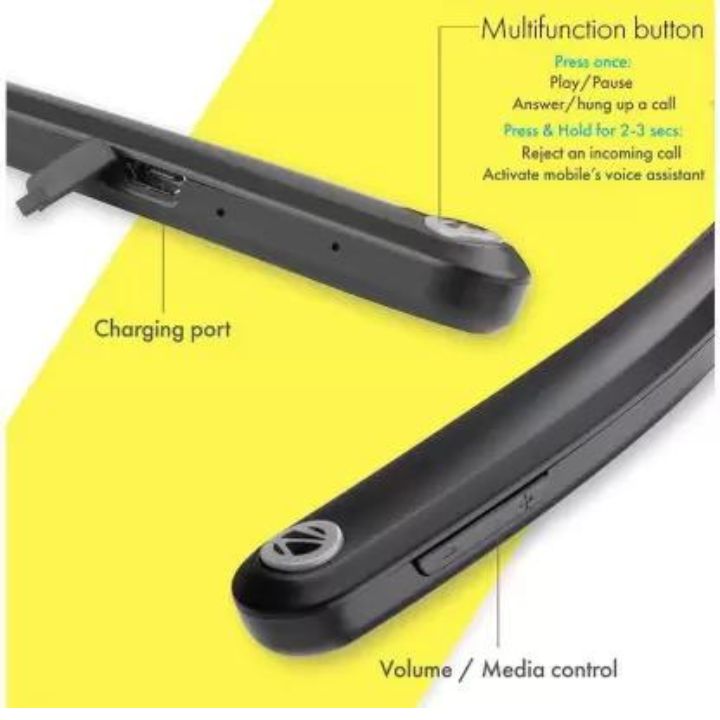 Multifunction button
Press once:
Play/Pause
Answer/hung up a call
Press & Hold for 2-3 secs:
Reject an incoming call
Activate mobile's voice assistant
Charging port
+
-
Volume / Media control